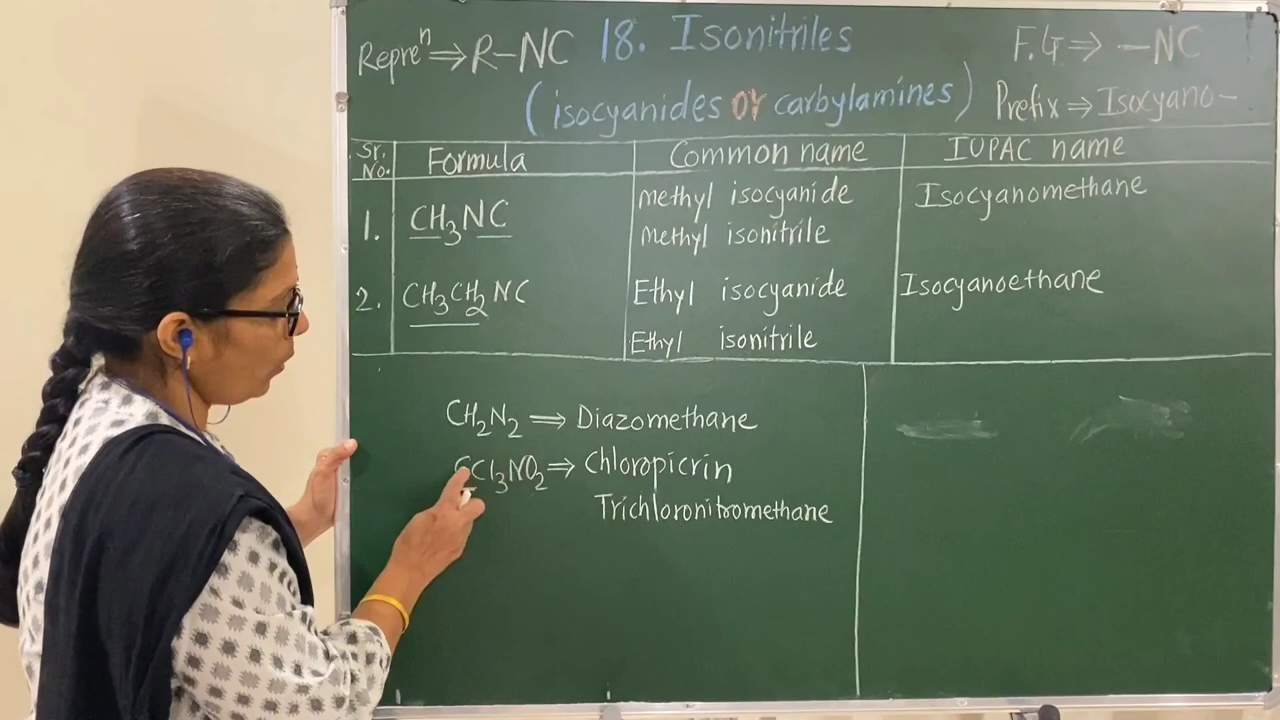 Repreⁿ ⇒ R–NC 18. Isonitriles F.G ⇒ –NC
(isocyanides or carbylamines) Prefix ⇒ Isocyano–
Sr. No. Formula Common name IUPAC name
1. CH₃NC methyl isocyanide Isocyanomethane
Methyl isonitrile
2. CH₃CH₂NC Ethyl isocyanide Isocyanoethane
Ethyl isonitrile
CH₂N₂ ⇒ Diazomethane
CCl₃NO₂ ⇒ Chloropicrin
Trichloronitromethane